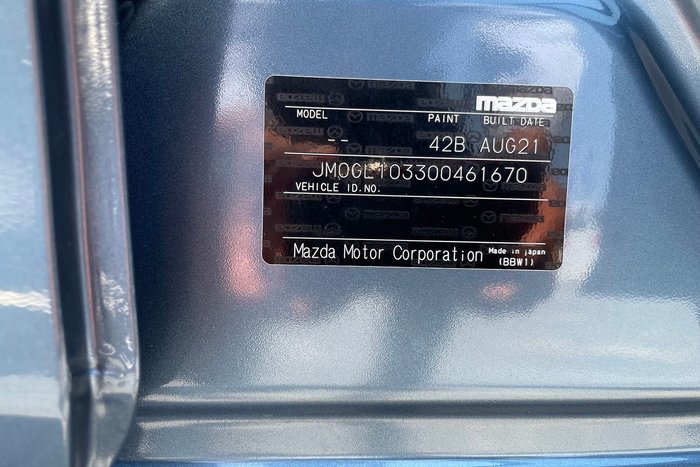 mazda
MODEL PAINT BUILT DATE
-- 42B AUG21
JM0GL103300461670
VEHICLE ID.NO.
Mazda Motor Corporation Made in japan
(BBW1)